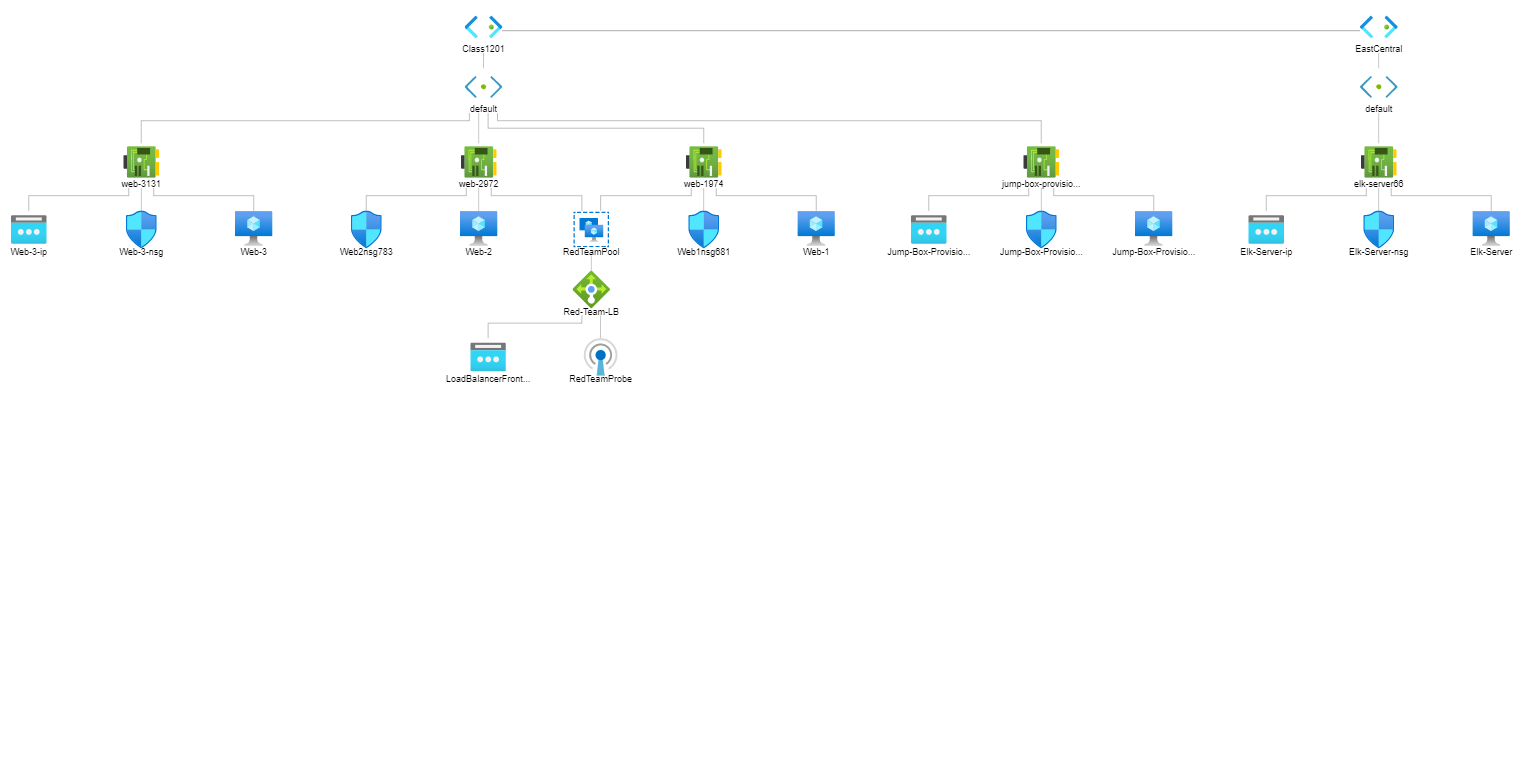 Class1201
EastCentral
default
default
web-3131
web-2972
web-1974
jump-box-provisio...
elk-server66
Web-3-ip
Web-3-nsg
Web-3
Web2nsg783
Web-2
RedTeamPool
Web1nsg681
Web-1
Jump-Box-Provisio...
Jump-Box-Provisio...
Jump-Box-Provisio...
Elk-Server-ip
Elk-Server-nsg
Elk-Server
Red-Team-LB
LoadBalancerFront...
RedTeamProbe